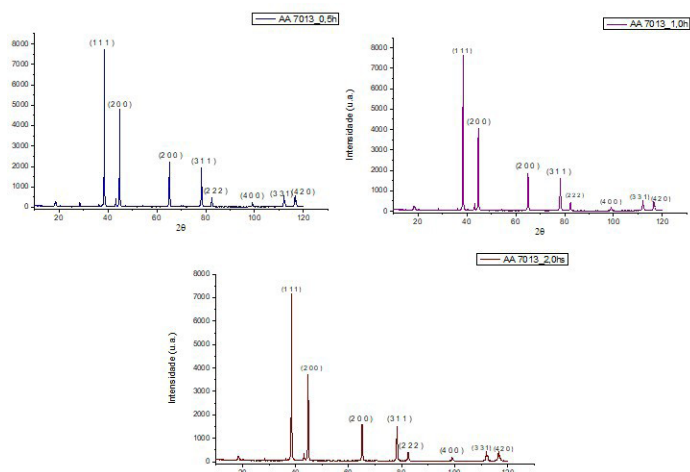 AA 7013_0,5h
8000
7000
6000
5000
4000
3000
2000
1000
0
(1 1 1)
(2 0 0)
(2 0 0)
(3 1 1)
(2 2 2)
(4 0 0)
(3 3 1)
(4 2 0)
20 40 60 80 100 120
2θ
AA 7013_1,0h
Intensidade (u.a.)
8000
7000
6000
5000
4000
3000
2000
1000
0
(1 1 1)
(2 0 0)
(2 0 0)
(3 1 1)
(2 2 2)
(4 0 0)
(3 3 1)
(4 2 0)
20 40 60 80 100 120
2θ
AA 7013_2,0hs
Intensidade (u.a.)
8000
7000
6000
5000
4000
3000
2000
1000
0
(1 1 1)
(2 0 0)
(2 0 0)
(3 1 1)
(2 2 2)
(4 0 0)
(3 3 1)
(4 2 0)